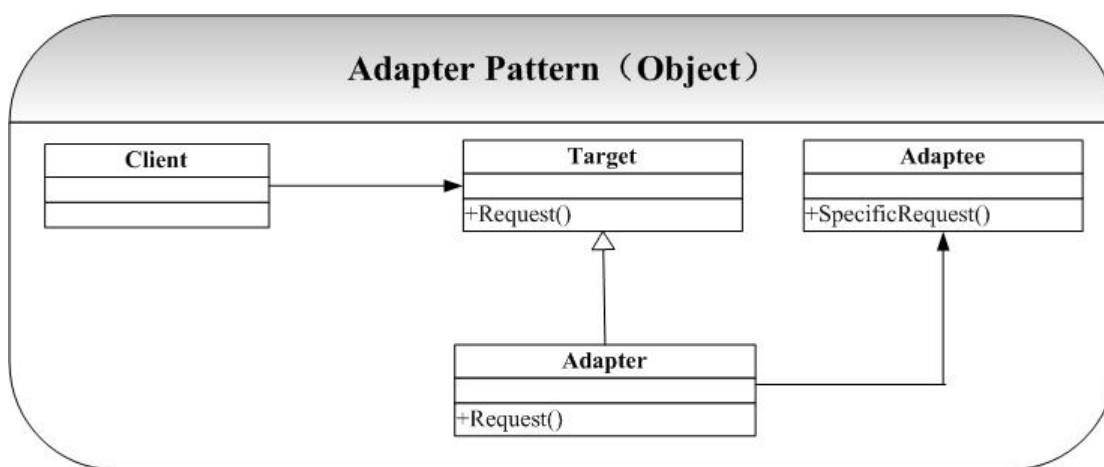 Adapter Pattern（Object）
Client
Target
+Request()
Adaptee
+SpecificRequest()
Adapter
+Request()